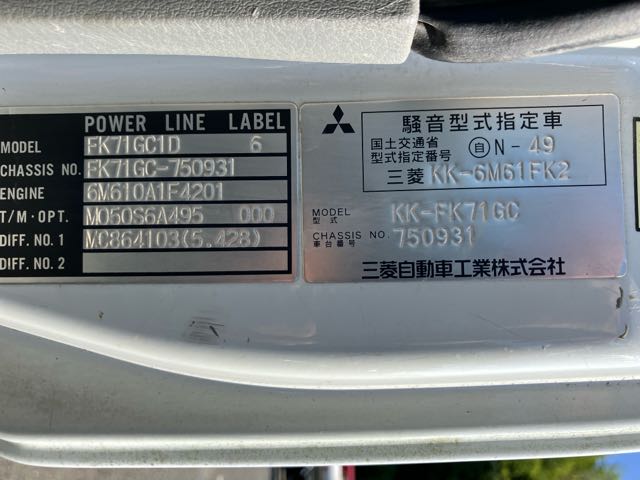 POWER LINE LABEL
MODEL FK71GC1D 6
CHASSIS NO. FK71GC-750931
ENGINE 6M610A1F4201
T/M·OPT. M050S6A495 000
DIFF. NO. 1 MC864103(5.428)
DIFF. NO. 2
騒音型式指定車
国土交通省
型式指定番号 自 N-49
三菱 KK-6M61FK2
MODEL
型式 KK-FK71GC
CHASSIS NO.
車台番号 750931
三菱自動車工業株式会社